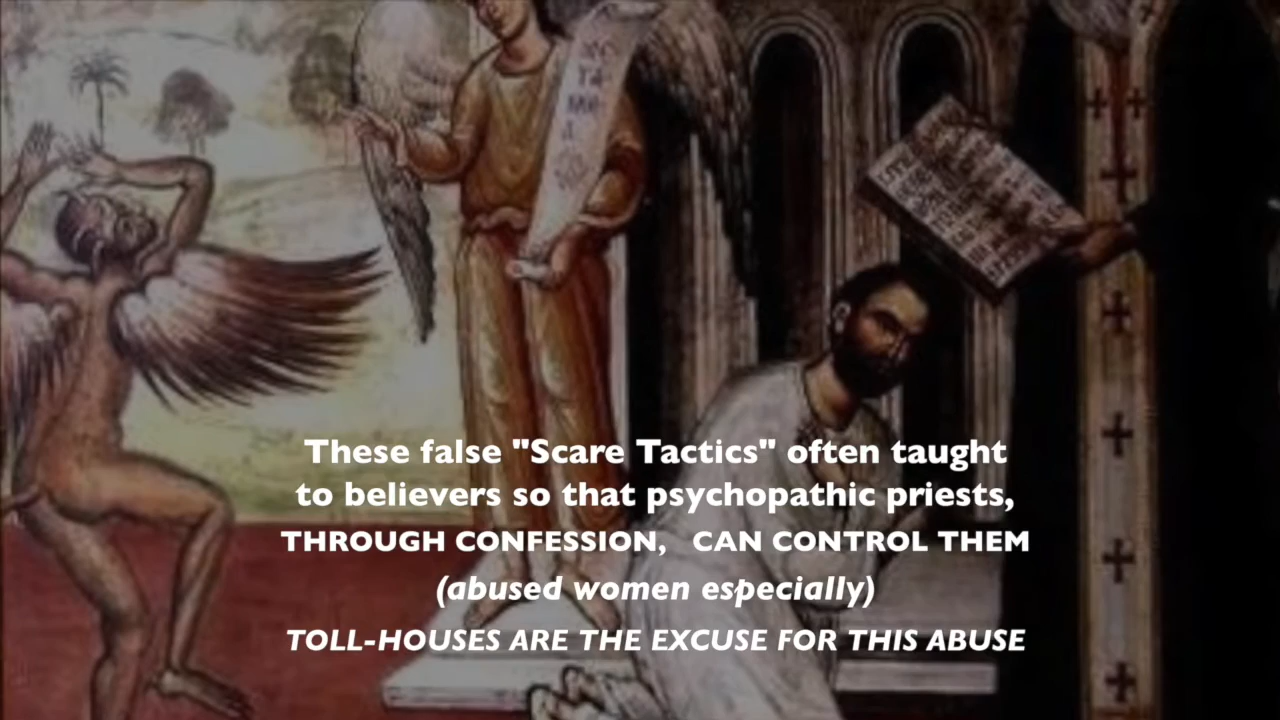 These false "Scare Tactics" often taught
to believers so that psychopathic priests,
THROUGH CONFESSION, CAN CONTROL THEM
(abused women especially)
TOLL-HOUSES ARE THE EXCUSE FOR THIS ABUSE